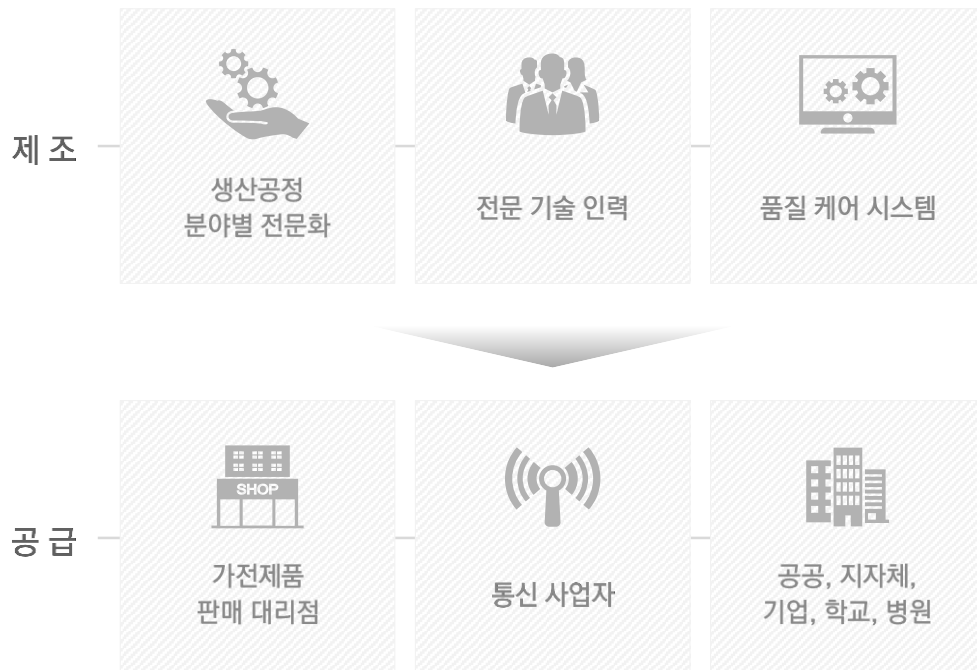 제조
생산공정
분야별 전문화
전문 기술 인력
품질 케어 시스템
공급
SHOP
가전제품
판매 대리점
통신 사업자
공공, 지자체,
기업, 학교, 병원